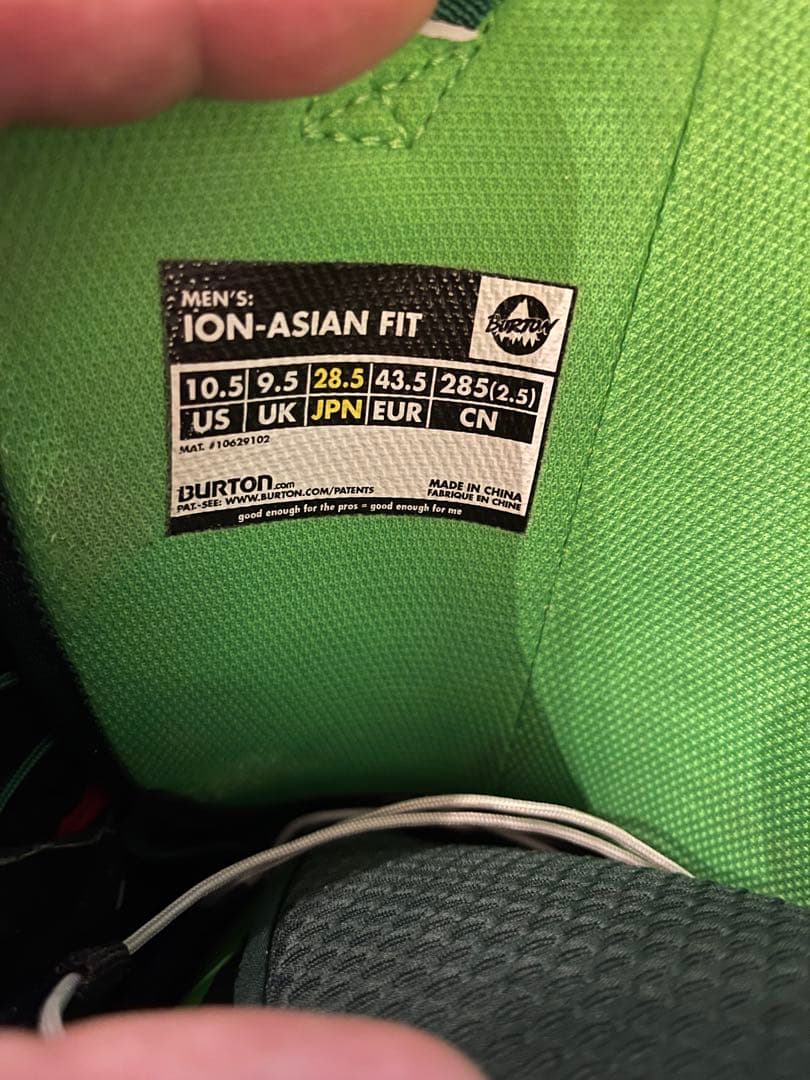 MEN'S:
ION-ASIAN FIT
BURTON
10.5 9.5 28.5 43.5 285(2.5)
US UK JPN EUR CN
MAT. #10629102
BURTON.com
PAT.-SEE: WWW.BURTON.COM/PATENTS
MADE IN CHINA
FABRIQUE EN CHINE
good enough for the pros = good enough for me